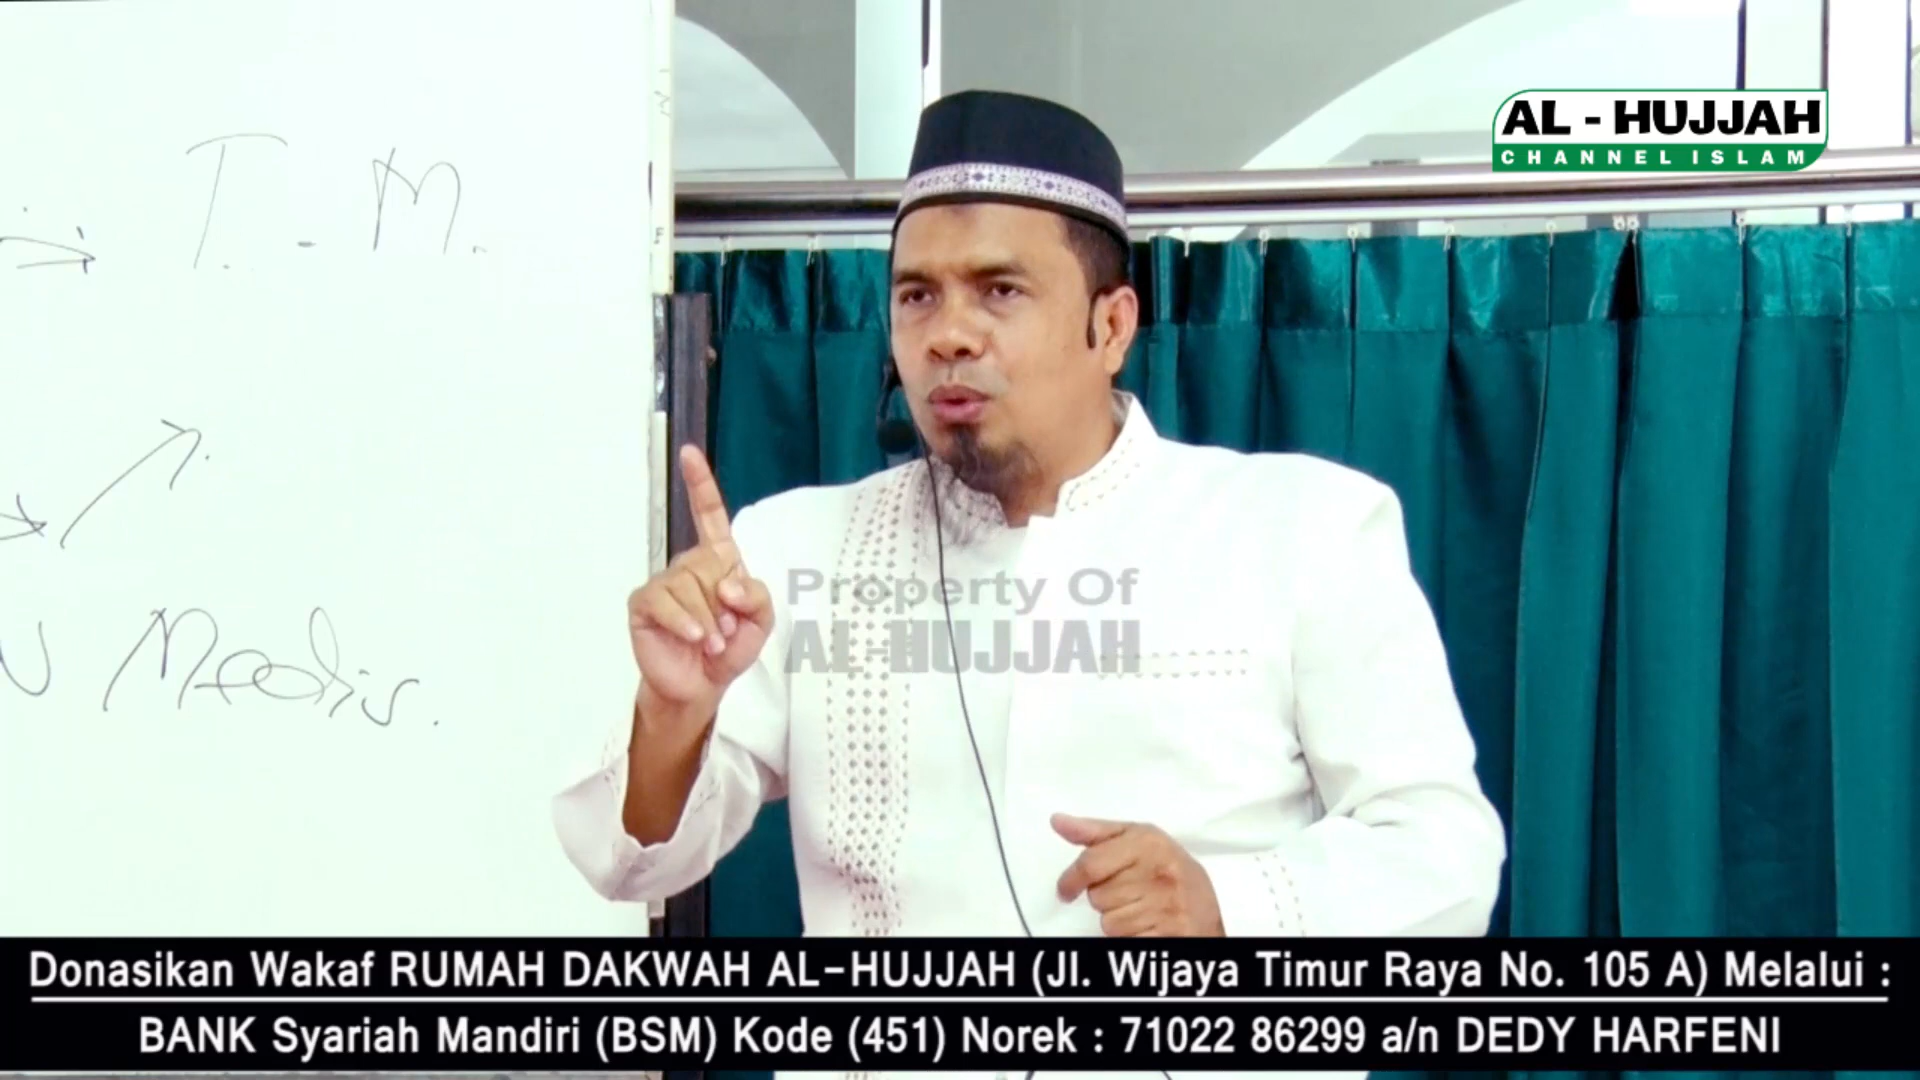 AL - HUJJAH
CHANNEL ISLAM
T. - M.
Medis.
Property Of
AL-HUJJAH
Donasikan Wakaf RUMAH DAKWAH AL-HUJJAH (Jl. Wijaya Timur Raya No. 105 A) Melalui :
BANK Syariah Mandiri (BSM) Kode (451) Norek : 71022 86299 a/n DEDY HARFENI